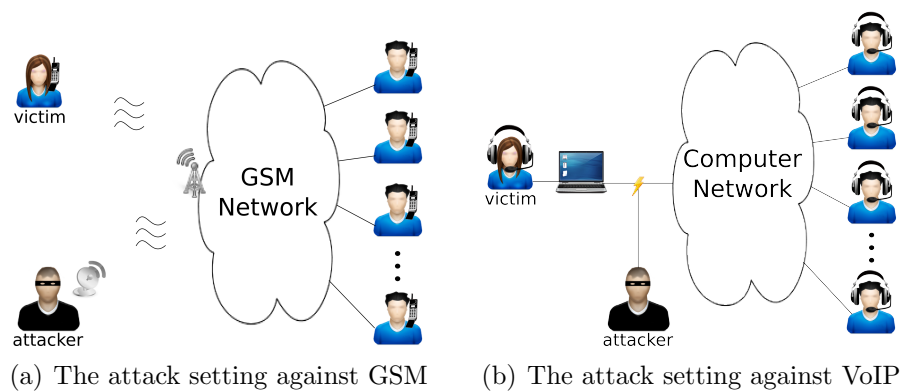 victim
GSM
Network
attacker
(a) The attack setting against GSM
victim
Computer
Network
attacker
(b) The attack setting against VoIP